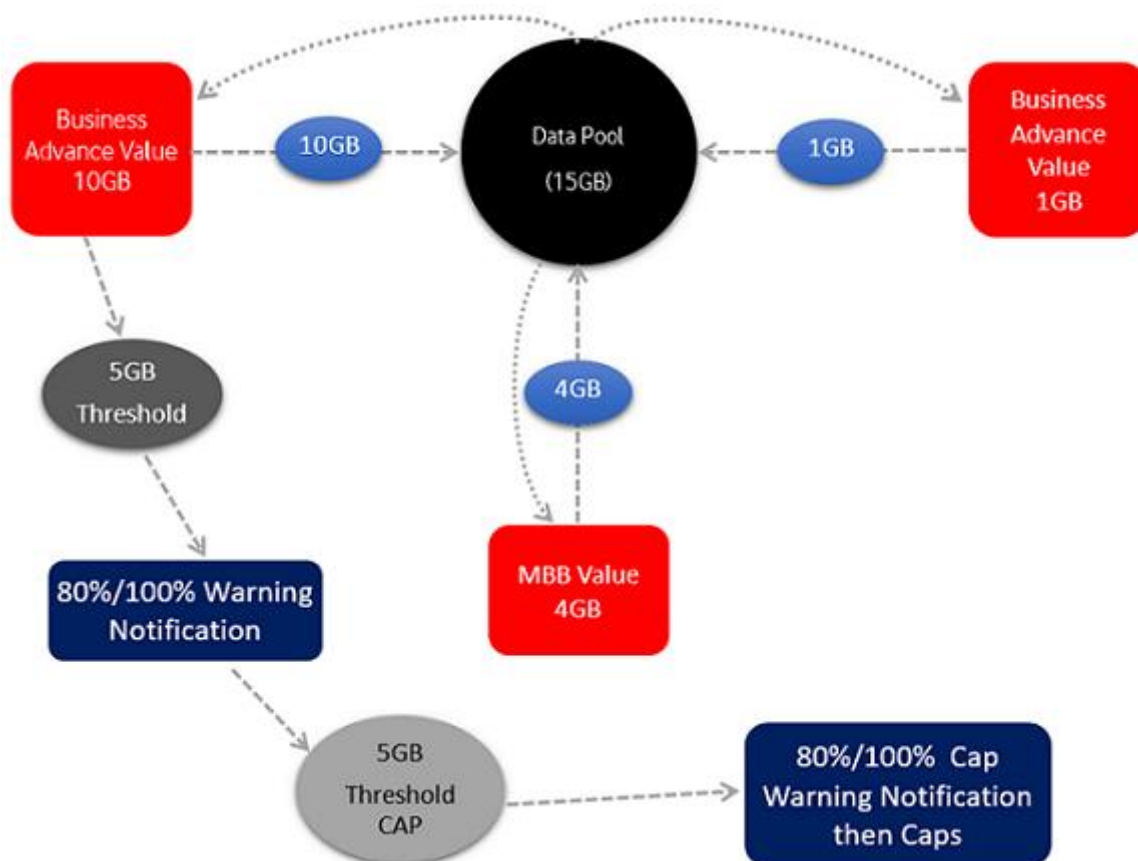 Business
Advance Value
10GB
10GB
Data Pool
(15GB)
1GB
Business
Advance
Value
1GB
5GB
Threshold
4GB
MBB Value
4GB
80%/100% Warning
Notification
5GB
Threshold
CAP
80%/100% Cap
Warning Notification
then Caps